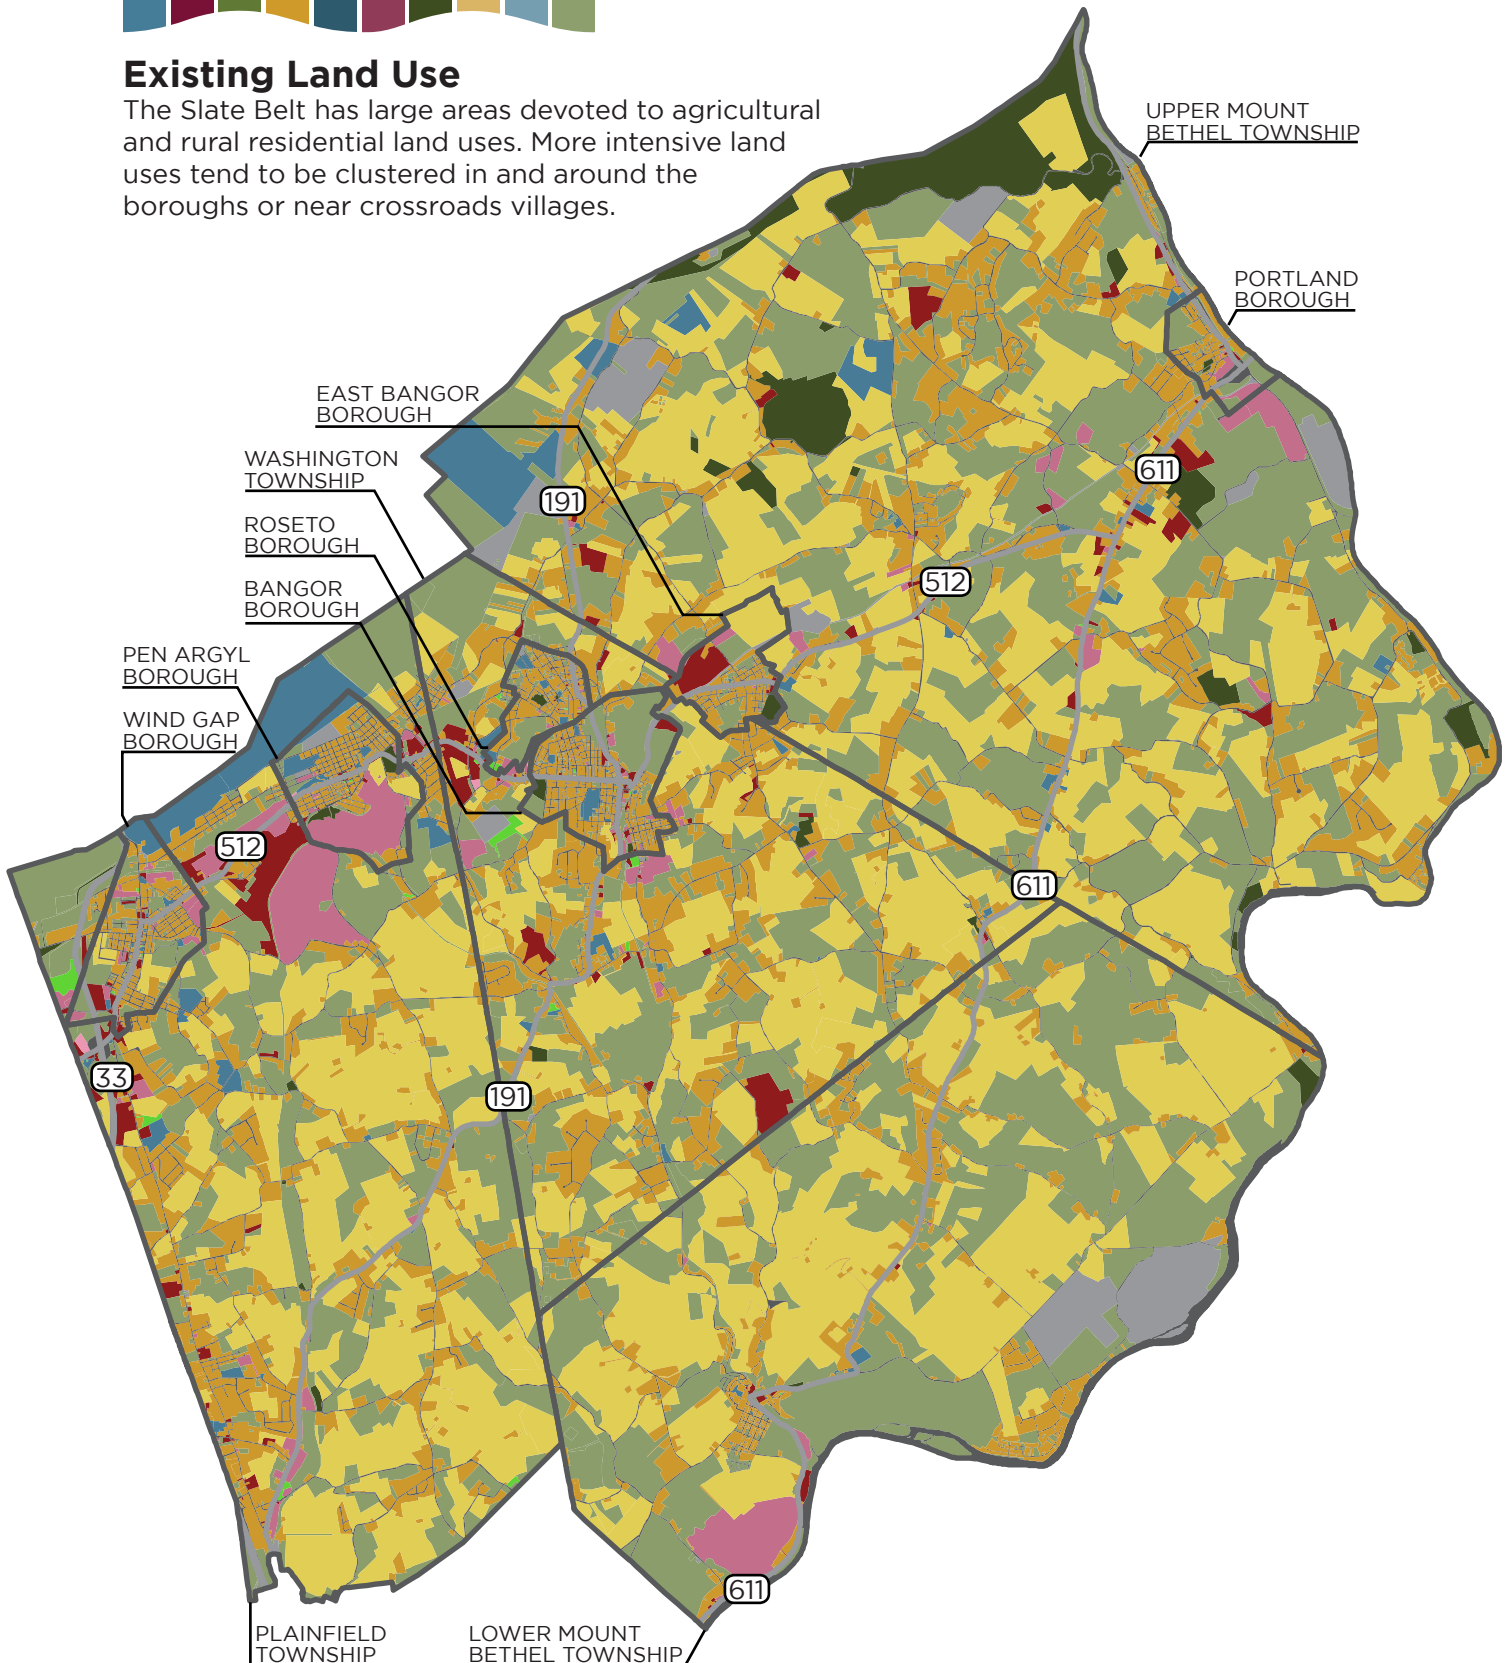 Existing Land Use
The Slate Belt has large areas devoted to agricultural
and rural residential land uses. More intensive land
uses tend to be clustered in and around the
boroughs or near crossroads villages.
UPPER MOUNT
BETHEL TOWNSHIP
PORTLAND
BOROUGH
EAST BANGOR
BOROUGH
WASHINGTON
TOWNSHIP
ROSETO
BOROUGH
BANGOR
BOROUGH
PEN ARGYL
BOROUGH
WIND GAP
BOROUGH
611
191
512
512
611
33
191
611
PLAINFIELD
TOWNSHIP
LOWER MOUNT
BETHEL TOWNSHIP